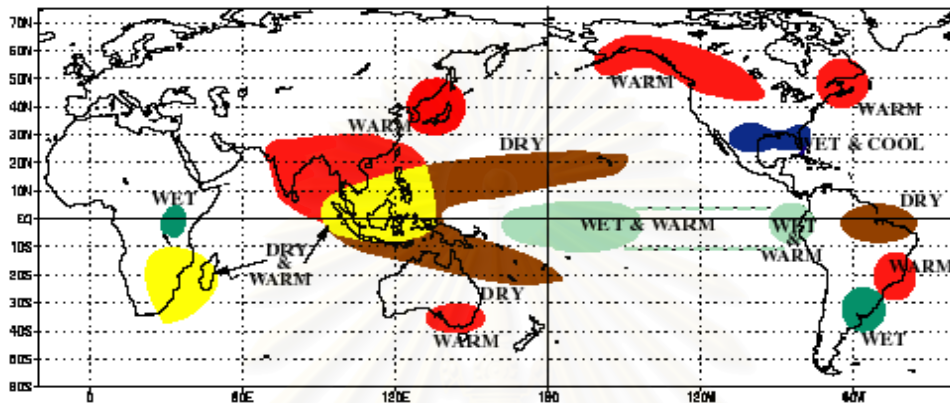 70N
60N
50N
40N
30N
20N
10N
EQ
10S
20S
30S
40S
50S
60S
80S
0
60E
120E
180
120W
60W
WARM
WARM
WARM
DRY
WET & COOL
WET
DRY
WET & WARM
WET
&
WARM
DRY
&
WARM
WARM
DRY
WARM
WET